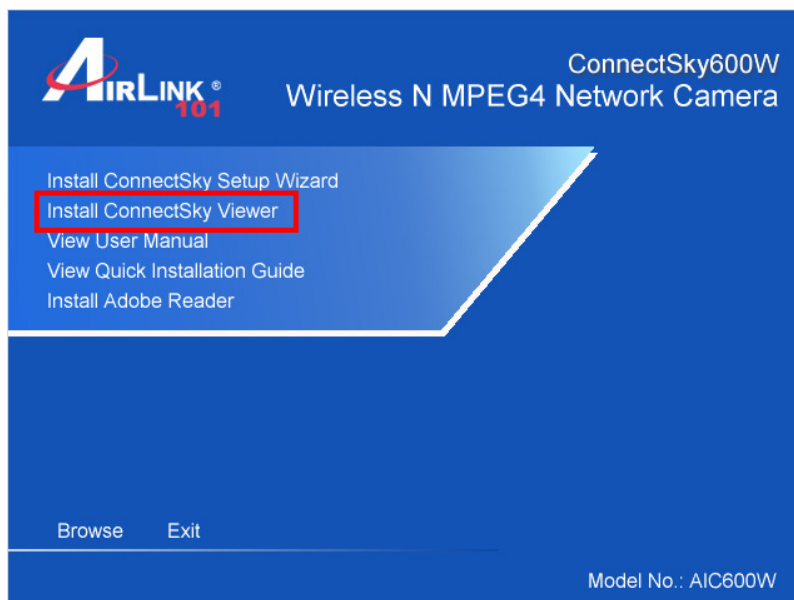 AIRLINK ®
101
ConnectSky600W
Wireless N MPEG4 Network Camera
Install ConnectSky Setup Wizard
Install ConnectSky Viewer
View User Manual
View Quick Installation Guide
Install Adobe Reader
Browse Exit
Model No.: AIC600W